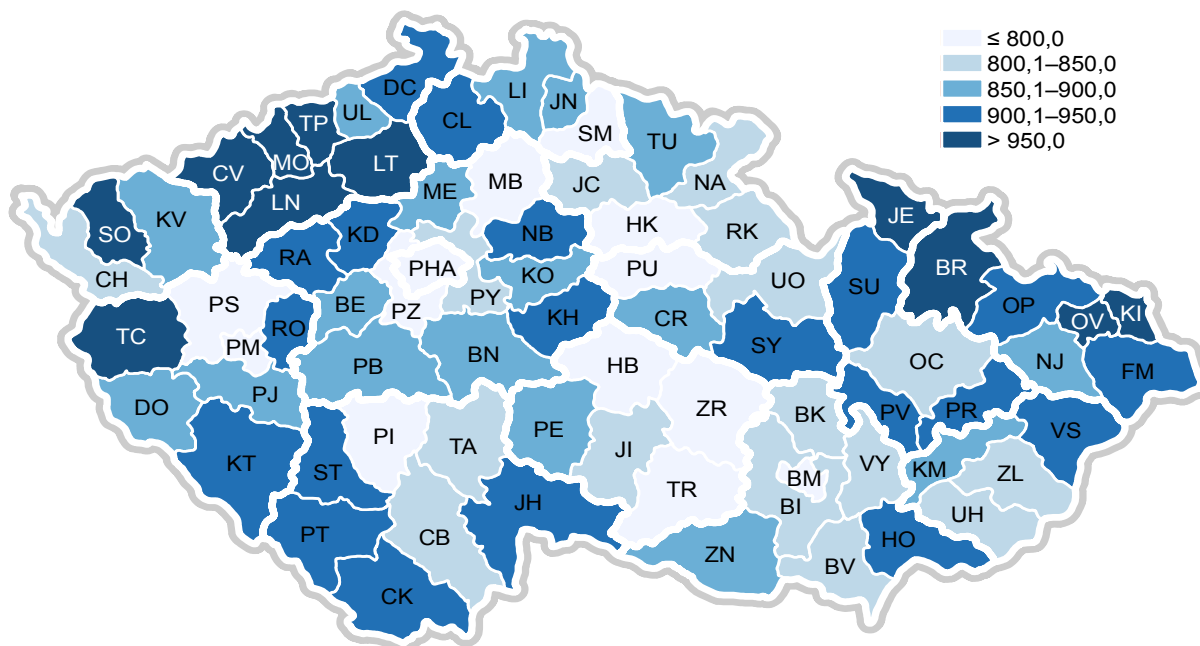 ≤ 800,0
800,1–850,0
850,1–900,0
900,1–950,0
> 950,0
DC
LI
JN
UL
TP
CL
SM
TU
MO
LT
CV
MB
JC
NA
ME
LN
KV
SO
KD
NB
HK
RK
JE
RA
PHA
KO
PU
BR
CH
UO
SU
PS
BE
PZ
PY
OP
KI
OV
RO
KH
CR
TC
PM
BN
SY
PB
HB
OC
NJ
FM
DO
PJ
ZR
BK
PV
PR
PI
TA
PE
VS
KT
ST
JI
VY
KM
ZL
BM
TR
JH
BI
UH
PT
CB
HO
ZN
BV
CK